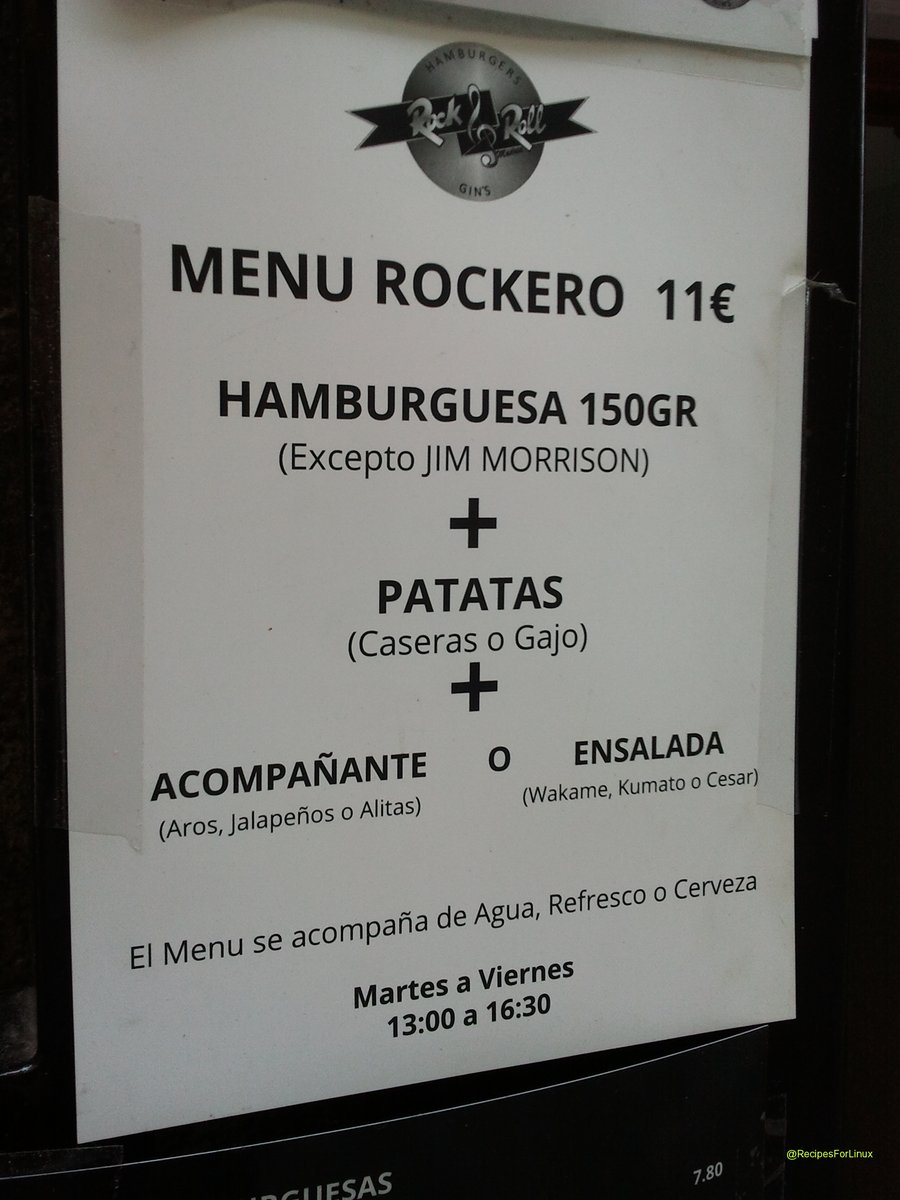 HAMBURGERS
Rock & Roll
GIN'S
MENU ROCKERO 11€
HAMBURGUESA 150GR
(Excepto JIM MORRISON)
+
PATATAS
(Caseras o Gajo)
+
ACOMPAÑANTE O ENSALADA
(Aros, Jalapeños o Alitas) (Wakame, Kumato o Cesar)
El Menu se acompaña de Agua, Refresco o Cerveza
Martes a Viernes
13:00 a 16:30
@RecipesForLinux
7.80